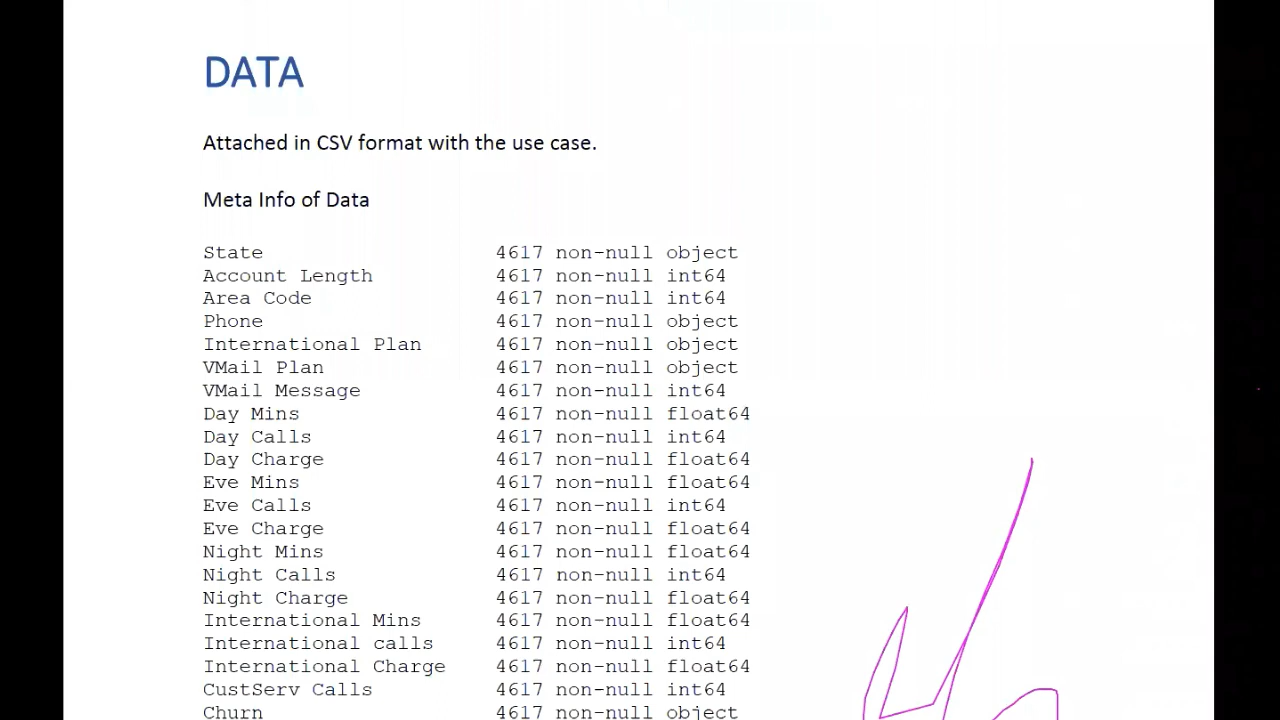 DATA
Attached in CSV format with the use case.
Meta Info of Data
State 4617 non-null object
Account Length 4617 non-null int64
Area Code 4617 non-null int64
Phone 4617 non-null object
International Plan 4617 non-null object
VMail Plan 4617 non-null object
VMail Message 4617 non-null int64
Day Mins 4617 non-null float64
Day Calls 4617 non-null int64
Day Charge 4617 non-null float64
Eve Mins 4617 non-null float64
Eve Calls 4617 non-null int64
Eve Charge 4617 non-null float64
Night Mins 4617 non-null float64
Night Calls 4617 non-null int64
Night Charge 4617 non-null float64
International Mins 4617 non-null float64
International calls 4617 non-null int64
International Charge 4617 non-null float64
CustServ Calls 4617 non-null int64
Churn 4617 non-null object